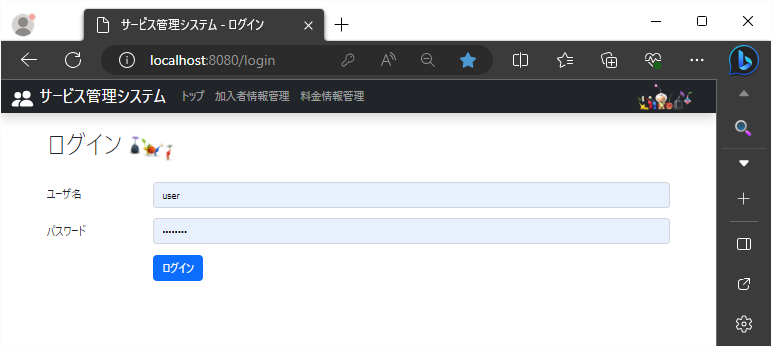 サービス管理システム - ログイン
localhost:8080/login
サービス管理システム トップ 加入者情報管理 料金情報管理
ログイン
ユーザ名 user
パスワード ••••••••
ログイン